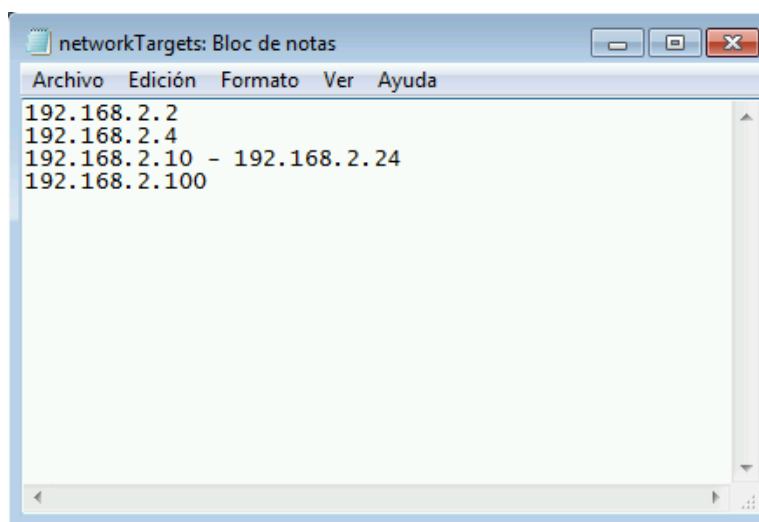 networkTargets: Bloc de notas
Archivo Edición Formato Ver Ayuda
192.168.2.2
192.168.2.4
192.168.2.10 - 192.168.2.24
192.168.2.100